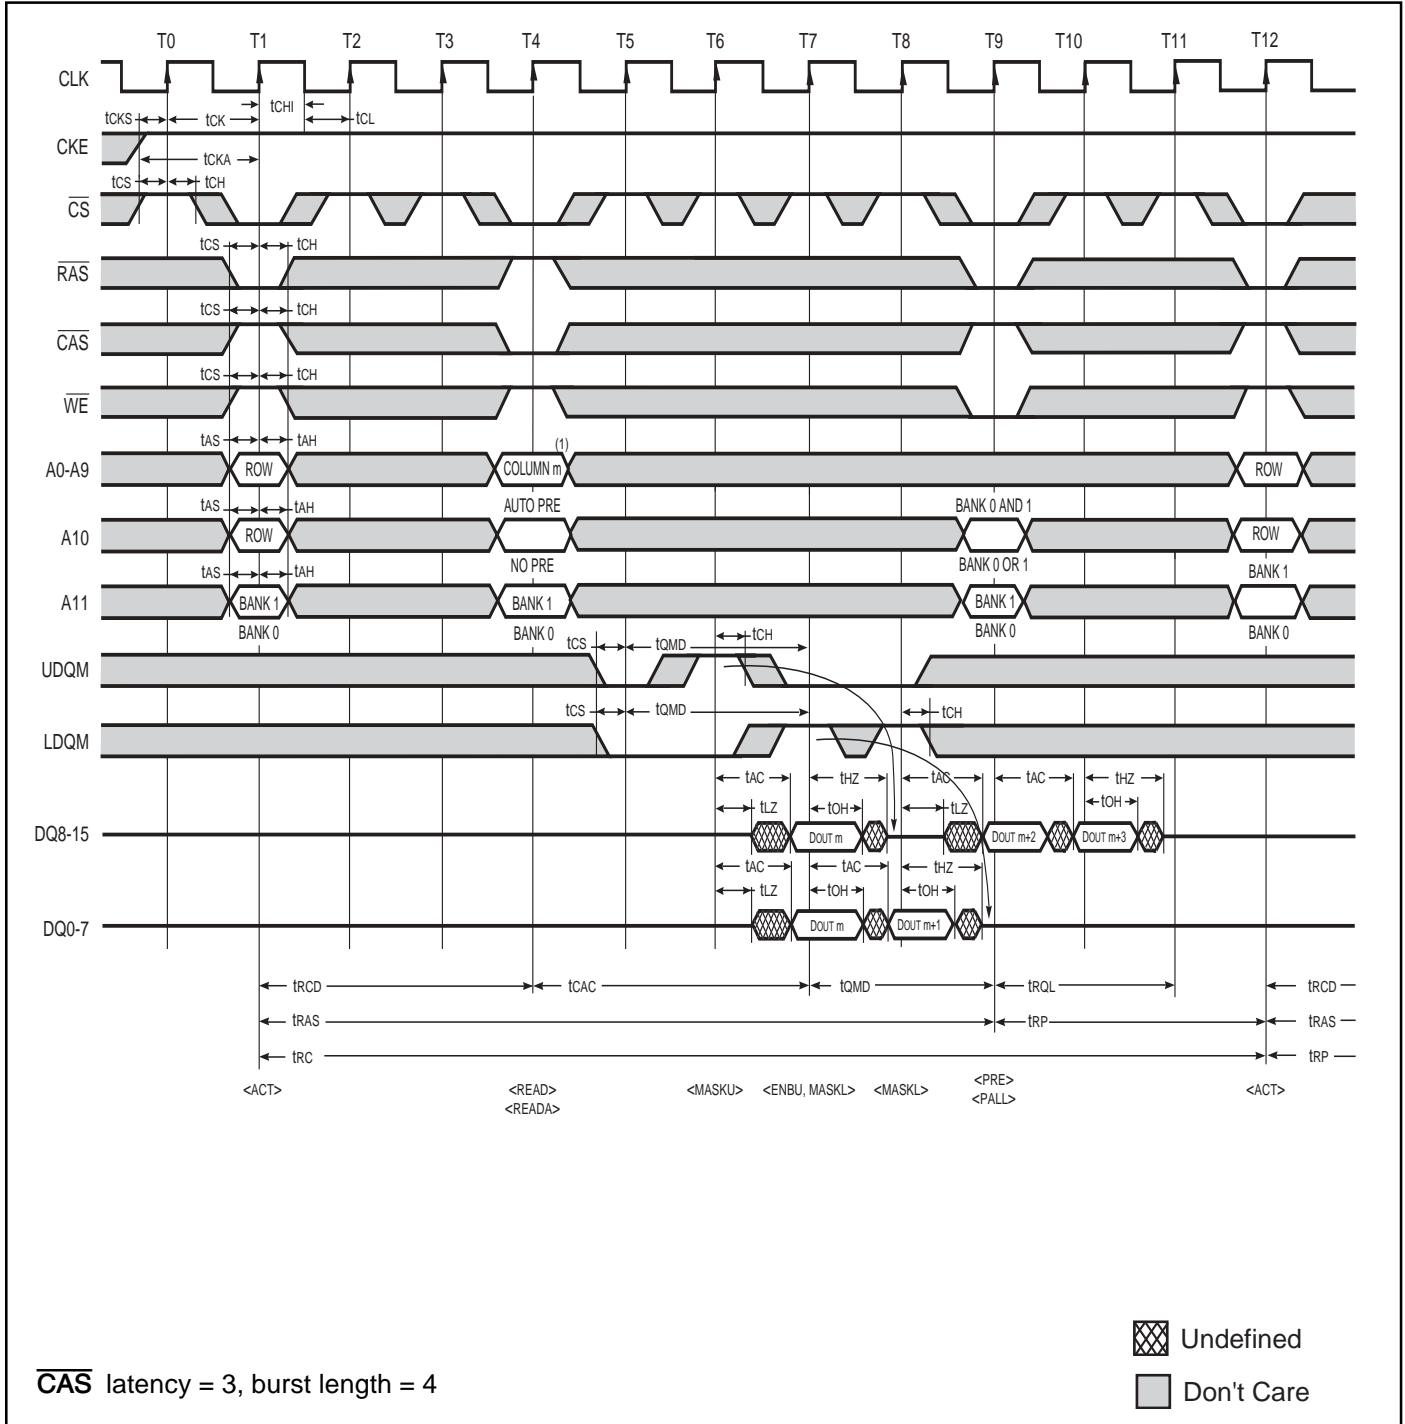 T0 T1 T2 T3 T4 T5 T6 T7 T8 T9 T10 T11 T12
CLK
tCHI
tCKS tCK tCL
CKE
tCKA
tCS tCH
CS
tCS tCH
RAS
tCS tCH
CAS
tCS tCH
WE
tAS tAH (1)
A0-A9 ROW COLUMN m ROW
tAS tAH AUTO PRE BANK 0 AND 1
A10 ROW ROW
tAS tAH NO PRE BANK 0 OR 1 BANK 1
A11 BANK 1 BANK 1 BANK 1
BANK 0 BANK 0 BANK 0 BANK 0
tCS tQMD tCH
UDQM
tCS tQMD tCH
LDQM
tAC tHZ tAC tAC tHZ
tLZ tOH tLZ tOH
DQ8-15 DOUT m DOUT m+2 DOUT m+3
tAC tAC tHZ
tLZ tOH tOH
DQ0-7 DOUT m DOUT m+1
tRCD tCAC tQMD tRQL tRCD
tRAS tRP tRAS
tRC tRP
<ACT> <READ> <MASKU> <ENBU, MASKL> <MASKL> <PRE> <ACT>
<READA> <PALL>
Undefined
CAS latency = 3, burst length = 4
Don't Care